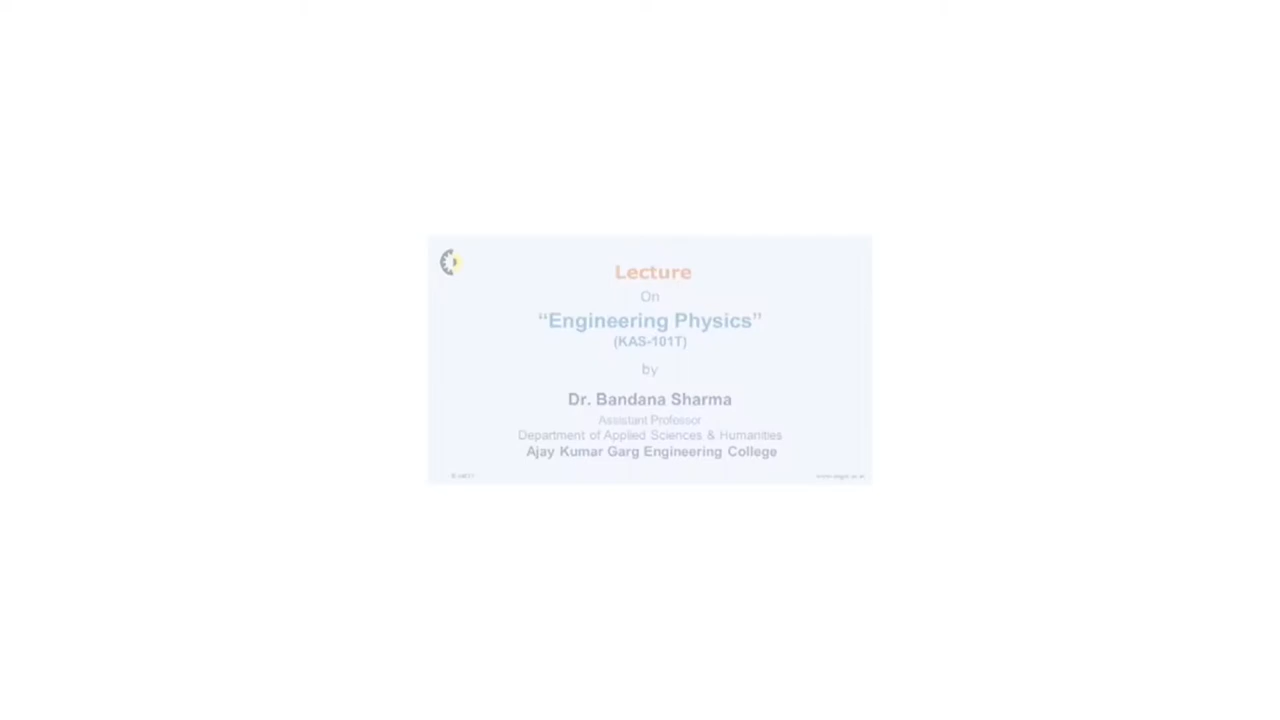 Lecture
On
“Engineering Physics”
(KAS-101T)
by
Dr. Bandana Sharma
Assistant Professor
Department of Applied Sciences & Humanities
Ajay Kumar Garg Engineering College